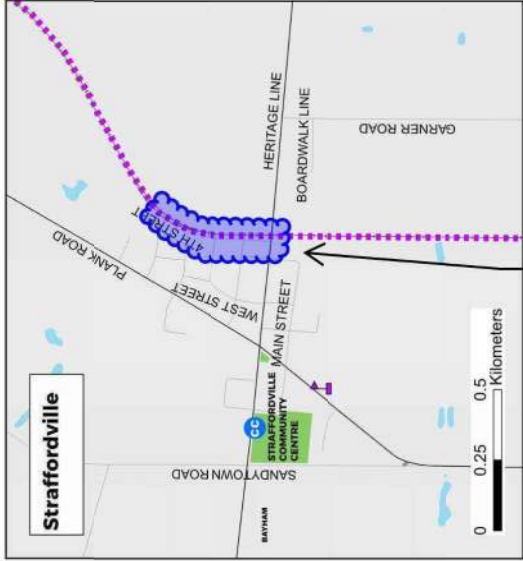 Straffordville
PLANK ROAD
4TH STREET
WEST STREET
HERITAGE LINE
BOARDWALK LINE
GARNER ROAD
MAIN STREET
CC
STRAFFORDVILLE
COMMUNITY
CENTRE
SANDYTOWN ROAD
BAYHAM
0 0.25 0.5
Kilometers